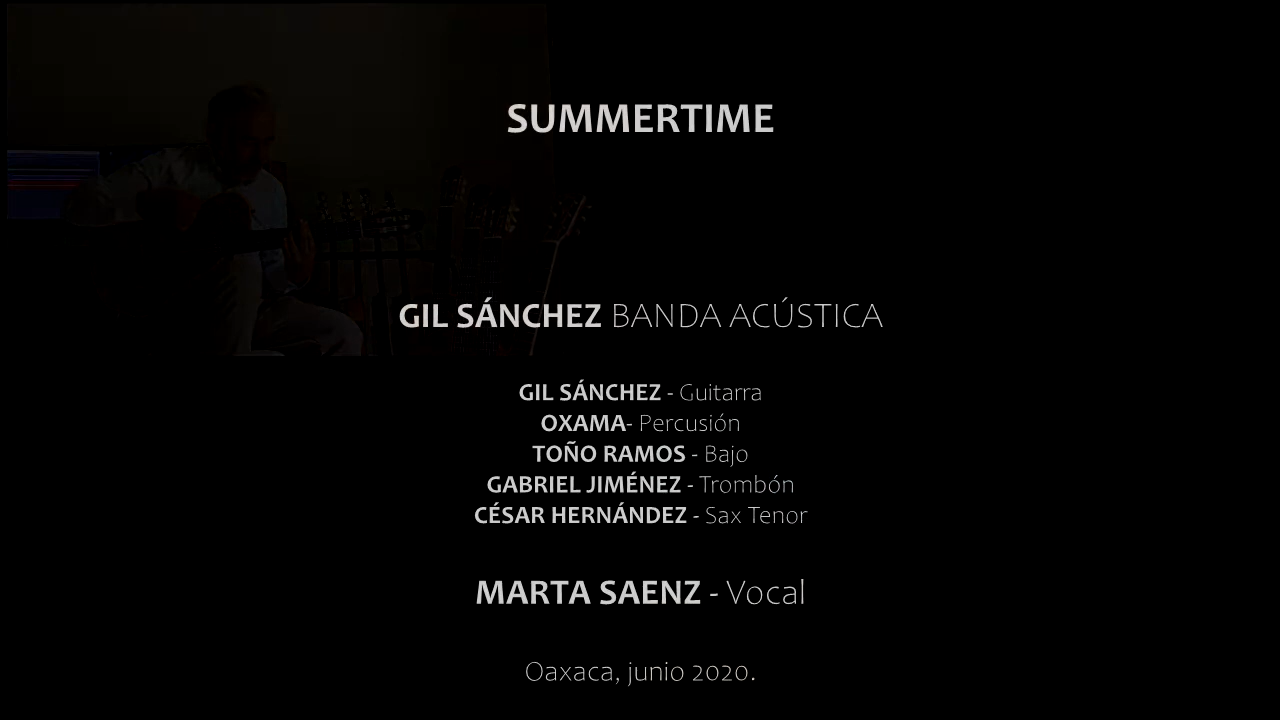 SUMMERTIME
GIL SÁNCHEZ BANDA ACÚSTICA
GIL SÁNCHEZ - Guitarra
OXAMA- Percusión
TOÑO RAMOS - Bajo
GABRIEL JIMÉNEZ - Trombón
CÉSAR HERNÁNDEZ - Sax Tenor
MARTA SAENZ - Vocal
Oaxaca, junio 2020.